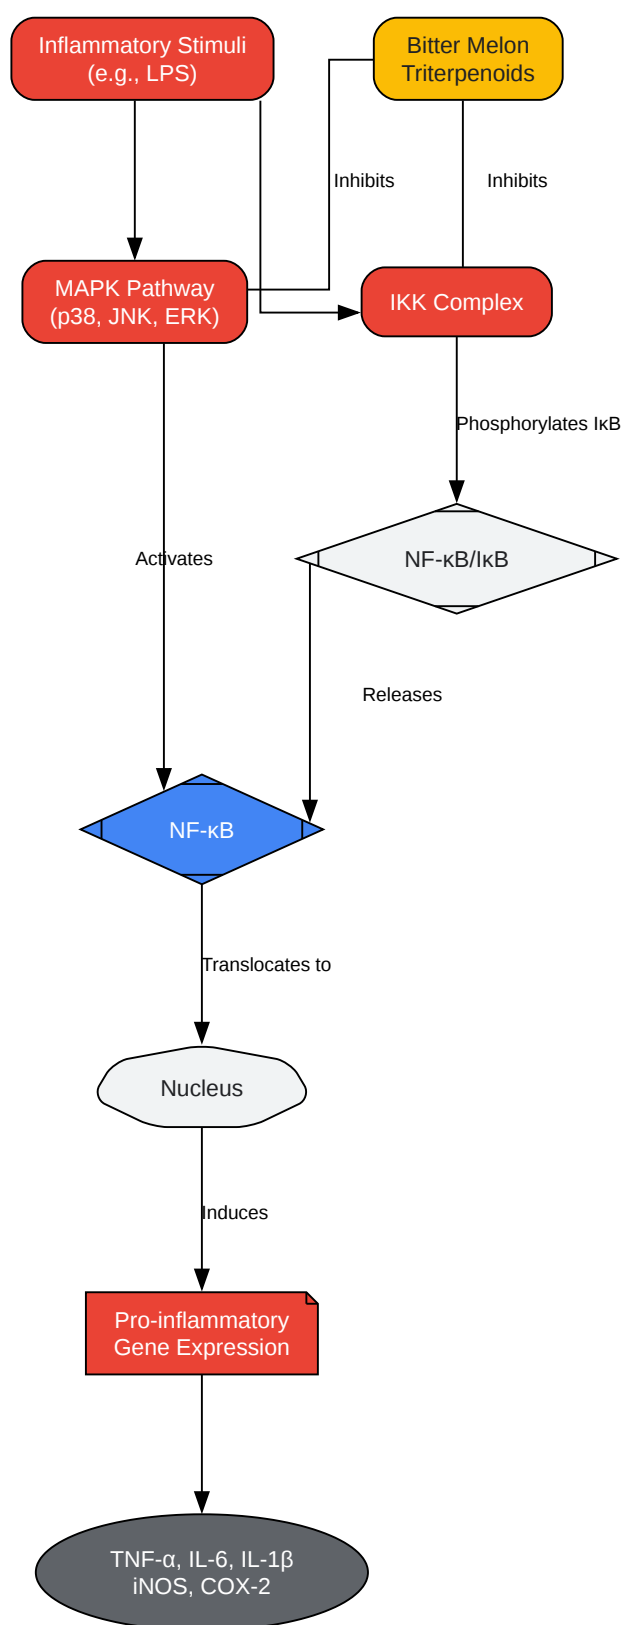 Inflammatory Stimuli
(e.g., LPS)
Bitter Melon
Triterpenoids
Inhibits
Inhibits
MAPK Pathway
(p38, JNK, ERK)
IKK Complex
Phosphorylates IκB
Activates
NF-κB/IκB
Releases
NF-κB
Translocates to
Nucleus
Induces
Pro-inflammatory
Gene Expression
TNF-α, IL-6, IL-1β
iNOS, COX-2